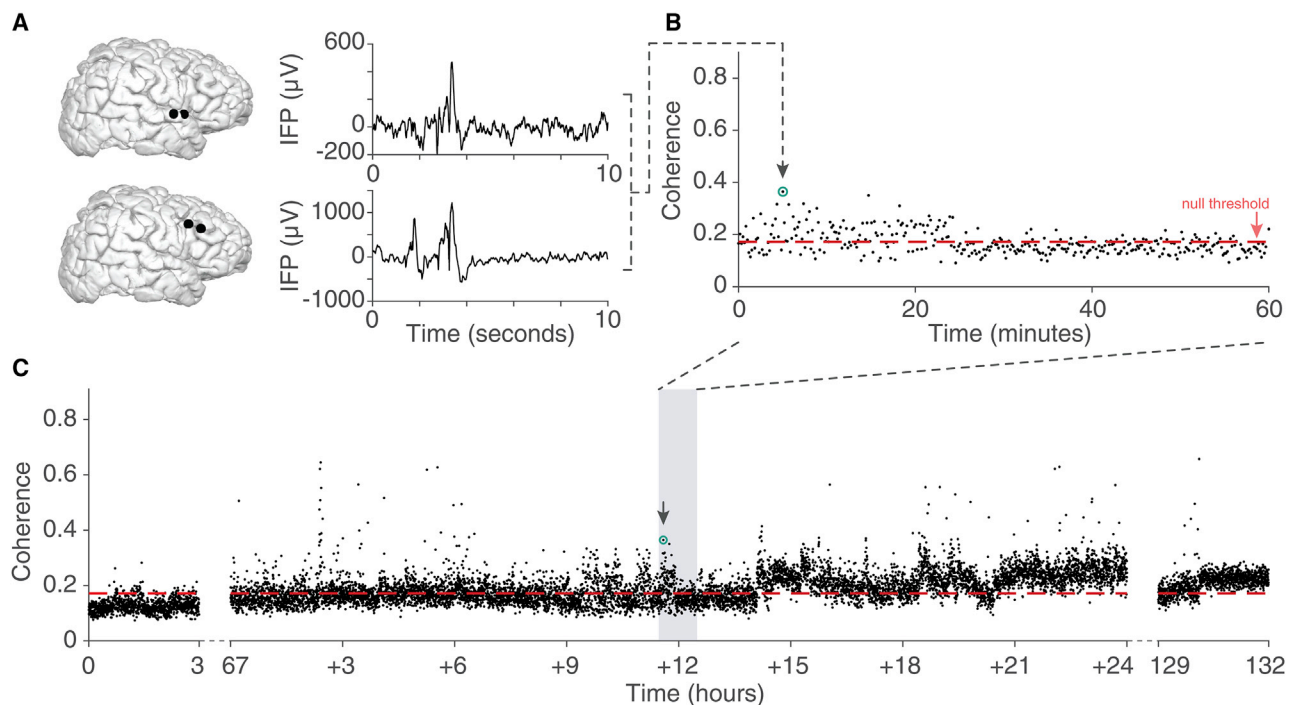 A
600
IFP (µV)
0
-200
0
10
1000
IFP (µV)
0
-1000
0
10
Time (seconds)
B
0.8
0.6
Coherence
0.4
null threshold
0.2
0
0
20
40
60
Time (minutes)
C
0.8
0.6
Coherence
0.4
0.2
0
0 3 67 +3 +6 +9 +12 +15 +18 +21 +24 129 132
Time (hours)